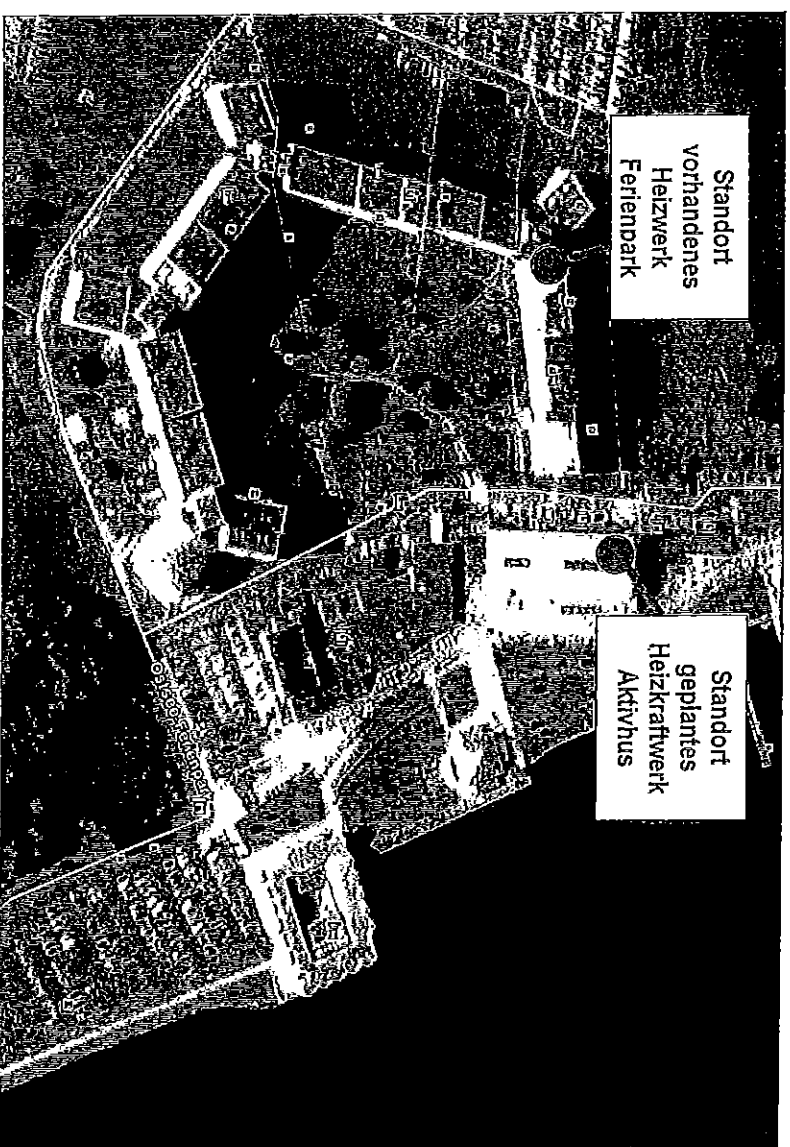 Standort
vorhandenes
Heizwerk
Ferienpark
Standort
geplantes
Heizkraftwerk
Aktivhus